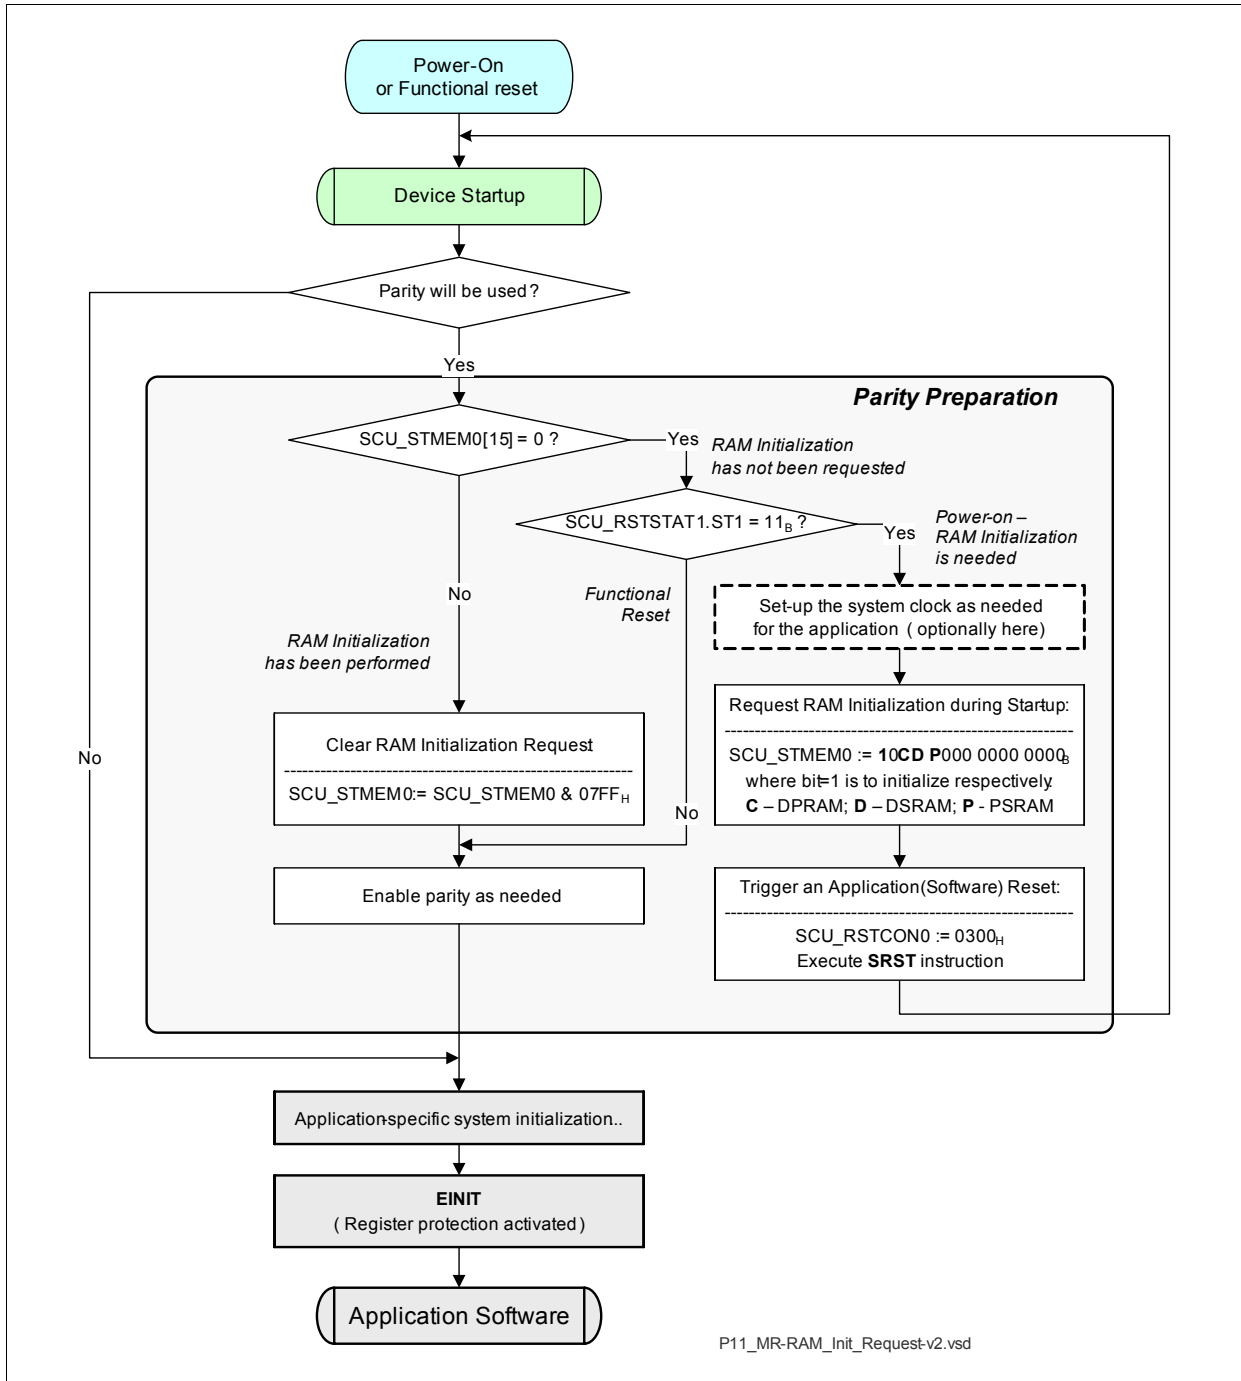 Power-On
or Functional reset
Device Startup
Parity will be used ?
No
Yes
Parity Preparation
SCU_STMEM0[15] = 0 ?
Yes
RAM Initialization
has not been requested
SCU_RSTSTAT1.ST1 = 11B ?
Yes
Power-on –
RAM Initialization
is needed
No
Functional
Reset
RAM Initialization
has been performed
Set-up the system clock as needed
for the application ( optionally here)
Request RAM Initialization during Startup:
SCU_STMEM0 := 10CD P000 0000 0000B
where bit=1 is to initialize respectively:
C – DPRAM; D – DSRAM; P - PSRAM
Clear RAM Initialization Request
SCU_STMEM0:= SCU_STMEM0 & 07FFH
No
Enable parity as needed
Trigger an Application(Software) Reset:
SCU_RSTCON0 := 0300H
Execute SRST instruction
Application-specific system initialization..
EINIT
( Register protection activated )
Application Software
P11_MR-RAM_Init_Request-v2.vsd